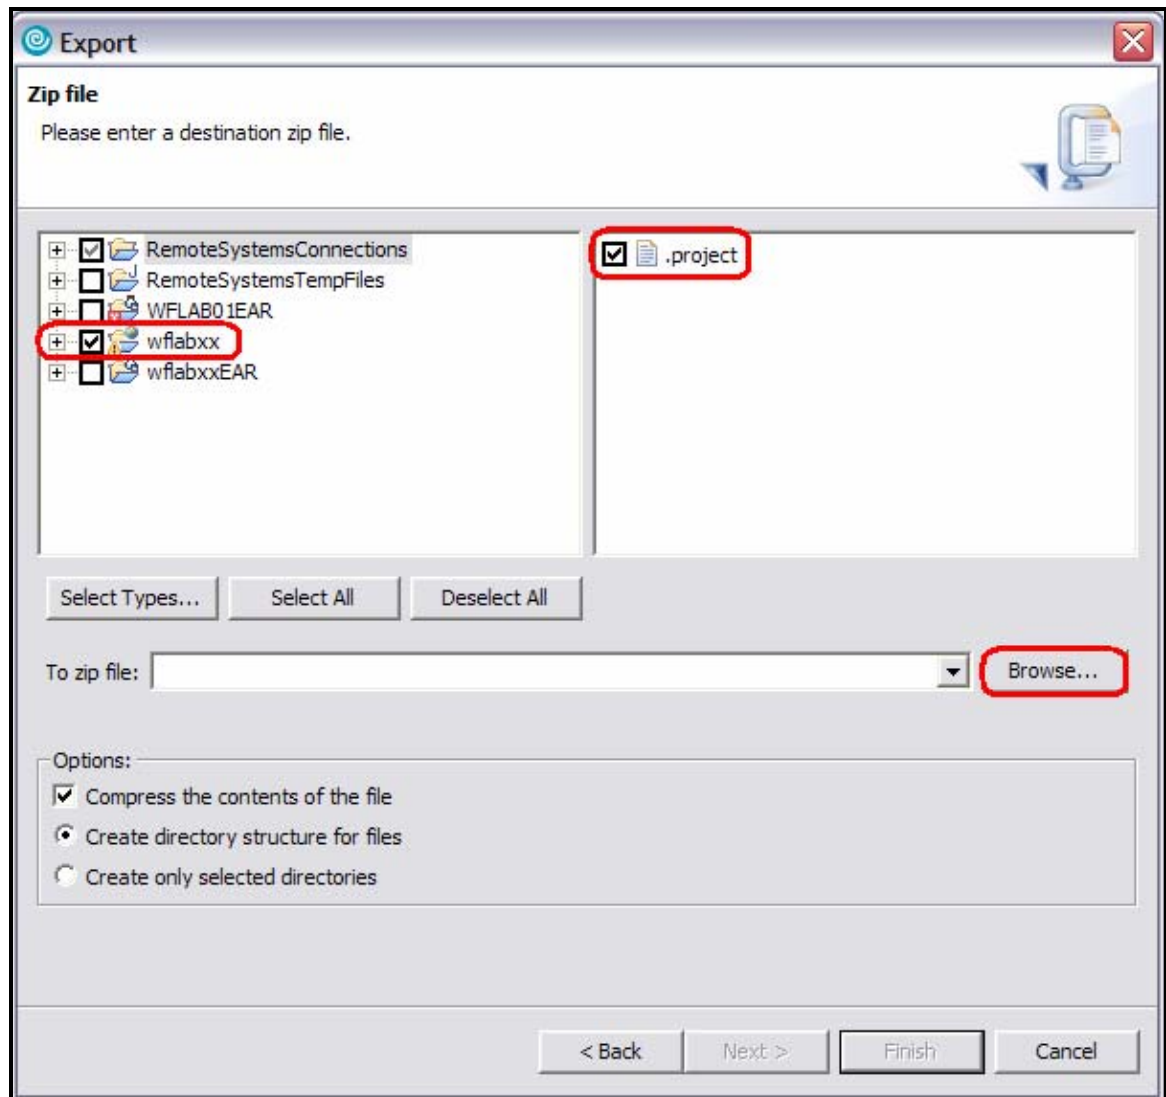 Export
Zip file
Please enter a destination zip file.
RemoteSystemsConnections
RemoteSystemsTempFiles
WFLAB01EAR
wflabxx
wflabxxEAR
.project
Select Types...
Select All
Deselect All
To zip file:
Browse...
Options:
Compress the contents of the file
Create directory structure for files
Create only selected directories
< Back
Next >
Finish
Cancel